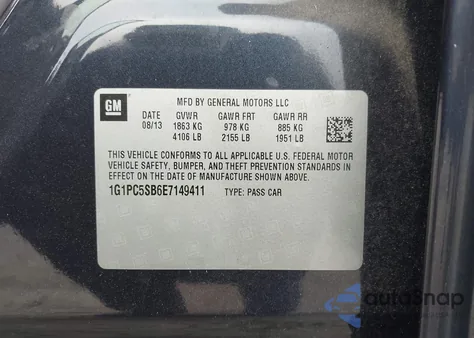 GM
MFD BY GENERAL MOTORS LLC
DATE GVWR GAWR FRT GAWR RR
08/13 1863 KG 978 KG 885 KG
4106 LB 2155 LB 1951 LB
THIS VEHICLE CONFORMS TO ALL APPLICABLE U.S. FEDERAL MOTOR
VEHICLE SAFETY, BUMPER, AND THEFT PREVENTION STANDARDS IN
EFFECT ON THE DATE OF MANUFACTURE SHOWN ABOVE.
1G1PC5SB6E7149411 TYPE: PASS CAR
autoSnap